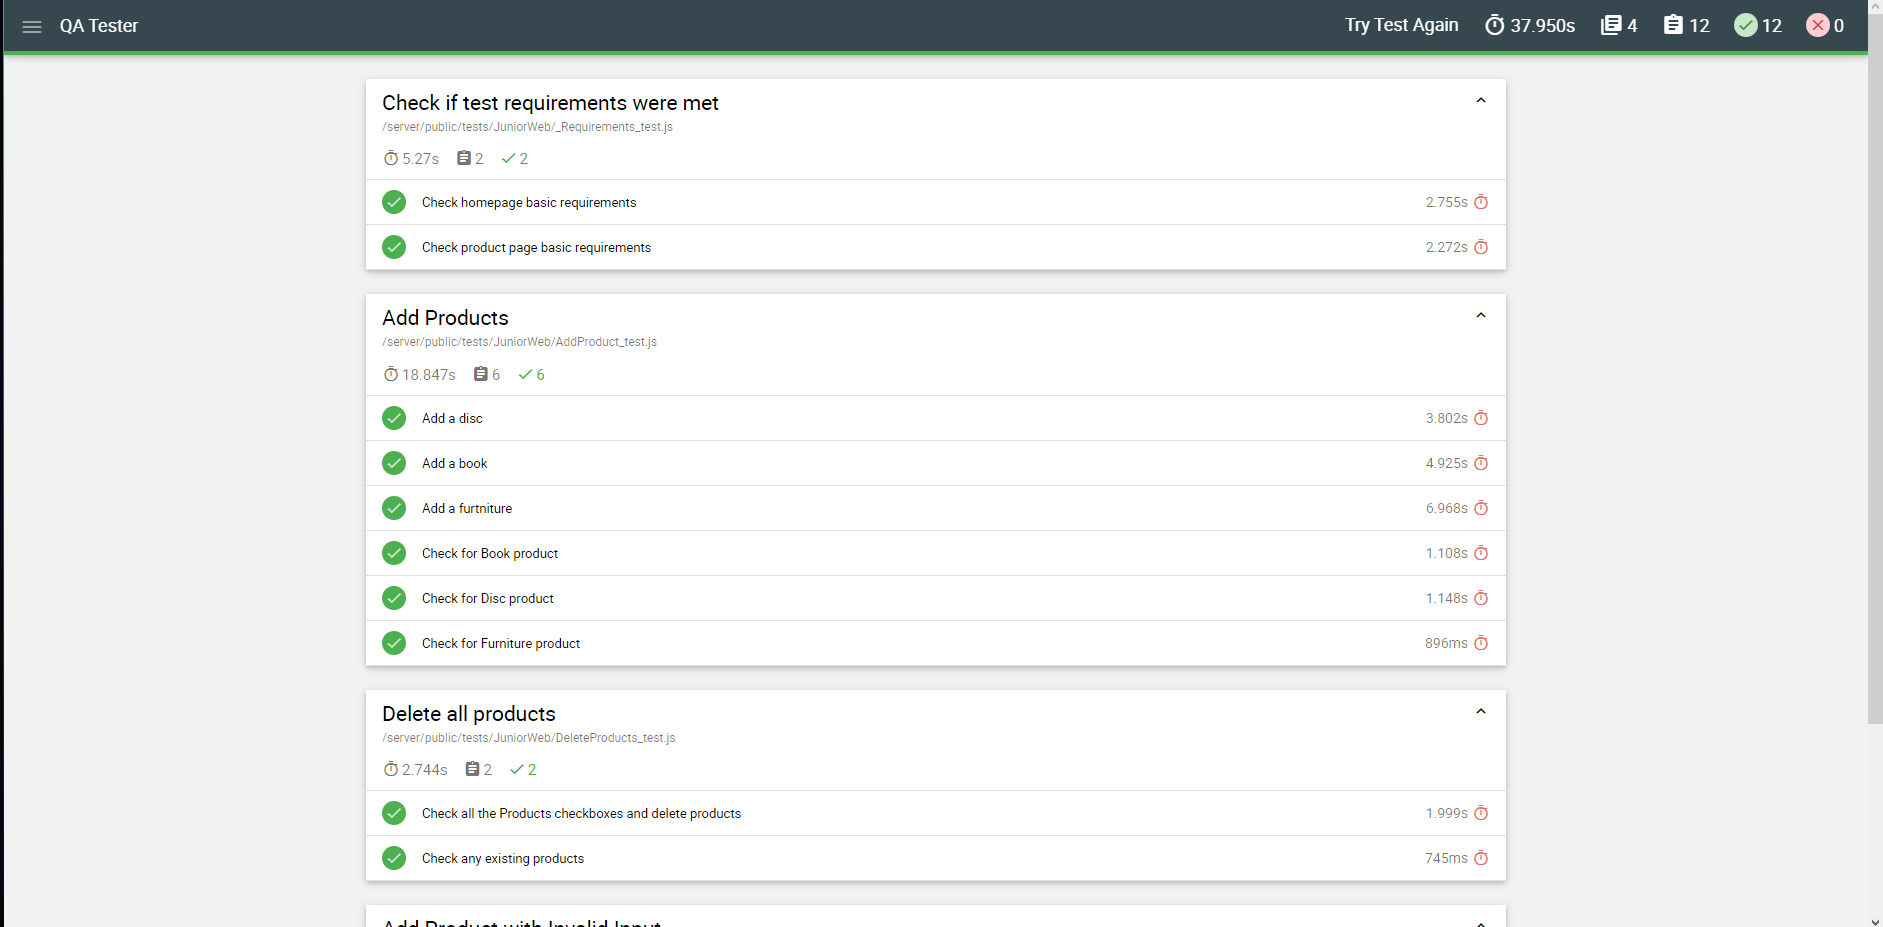 QA Tester
Try Test Again 37.950s 4 12 12 0
Check if test requirements were met
/server/public/tests/JuniorWeb/_Requirements_test.js
5.27s 2 2
Check homepage basic requirements 2.755s
Check product page basic requirements 2.272s
Add Products
/server/public/tests/JuniorWeb/AddProduct_test.js
18.847s 6 6
Add a disc 3.802s
Add a book 4.925s
Add a furtniture 6.968s
Check for Book product 1.108s
Check for Disc product 1.148s
Check for Furniture product 896ms
Delete all products
/server/public/tests/JuniorWeb/DeleteProducts_test.js
2.744s 2 2
Check all the Products checkboxes and delete products 1.999s
Check any existing products 745ms
Add Product with Invalid Input